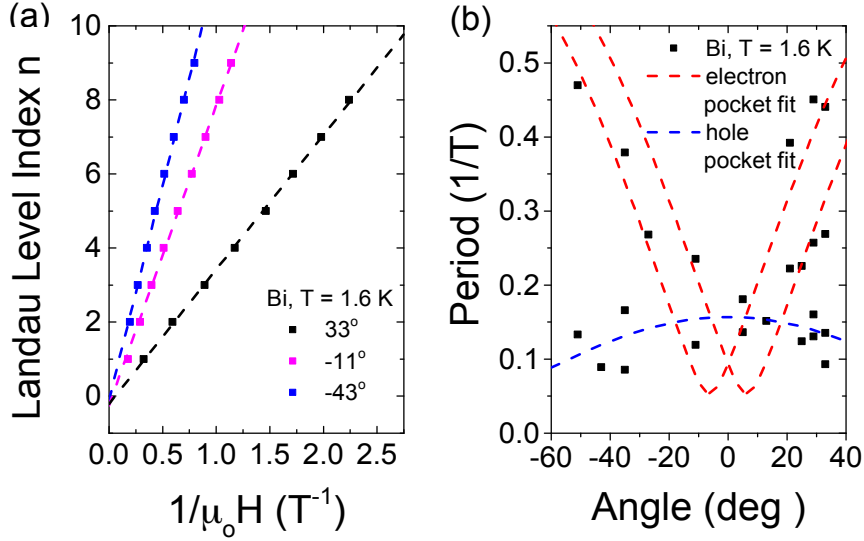 (a)
10
8
6
4
2
0
Landau Level Index n
Bi, T = 1.6 K
33°
-11°
-43°
0.0 0.5 1.0 1.5 2.0 2.5
1/μoH (T⁻¹)
(b)
0.5
0.4
0.3
0.2
0.1
0.0
Period (1/T)
Bi, T = 1.6 K
electron
pocket fit
hole
pocket fit
-60 -40 -20 0 20 40
Angle (deg )